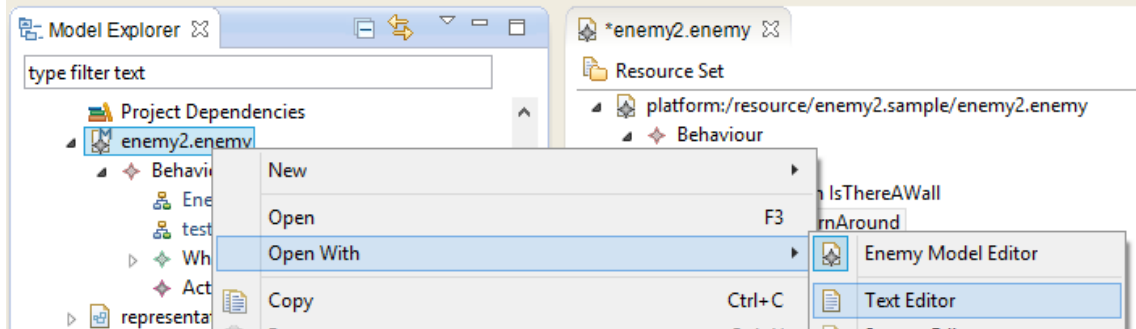 Model Explorer
*enemy2.enemy
type filter text
Resource Set
Project Dependencies
platform:/resource/enemy2.sample/enemy2.enemy
enemy2.enemy
Behaviour
Behavi
New
Ene
IsThereAWall
test
Open F3
rnAround
Wh
Open With
Enemy Model Editor
Act
Copy Ctrl+C
Text Editor
representa